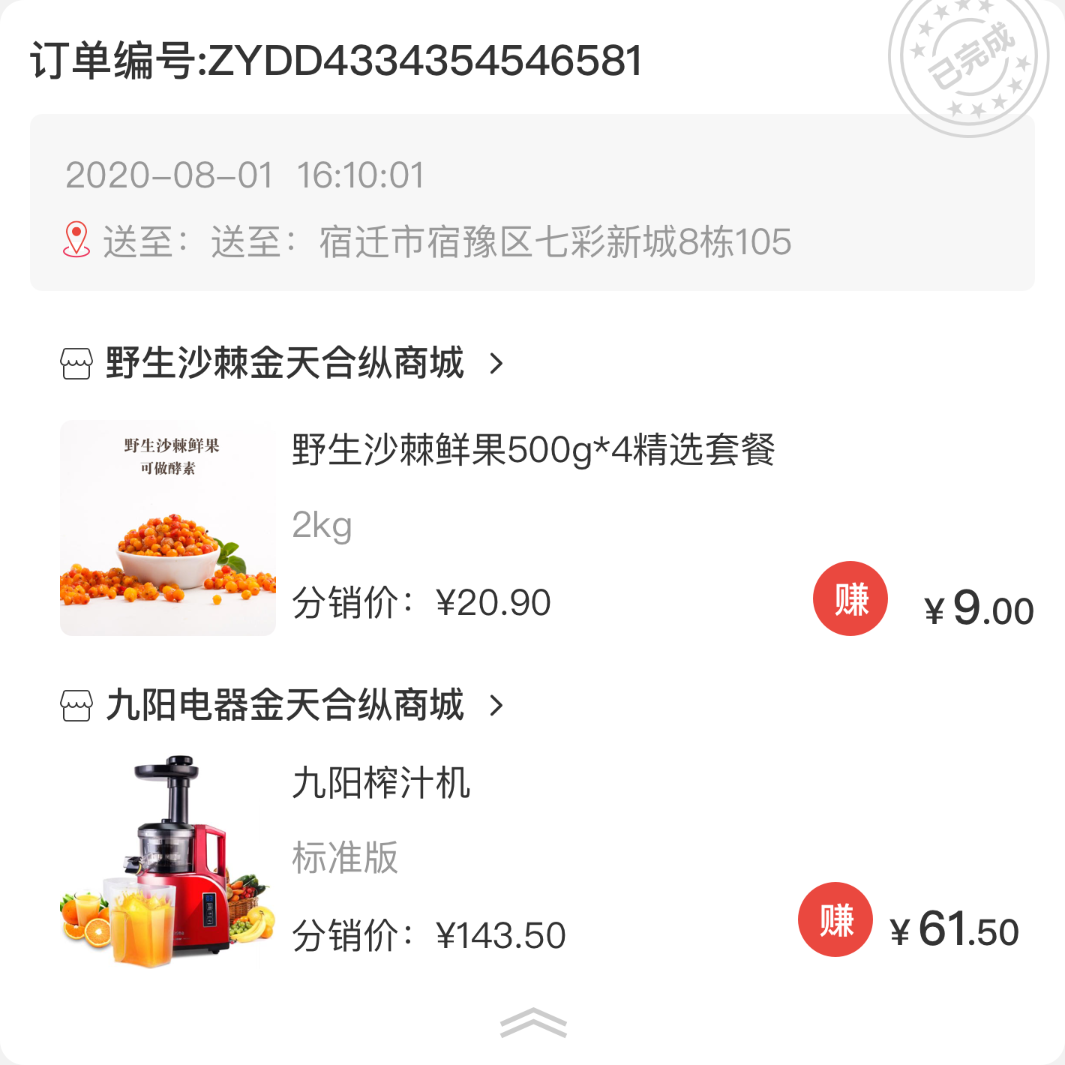 订单编号:ZYDD4334354546581
已完成
2020-08-01 16:10:01
送至：送至：宿迁市宿豫区七彩新城8栋105
野生沙棘金天合纵商城
野生沙棘鲜果
可做酵素
野生沙棘鲜果500g*4精选套餐
2kg
分销价：¥20.90
赚 ¥9.00
九阳电器金天合纵商城
九阳榨汁机
标准版
分销价：¥143.50
赚 ¥61.50